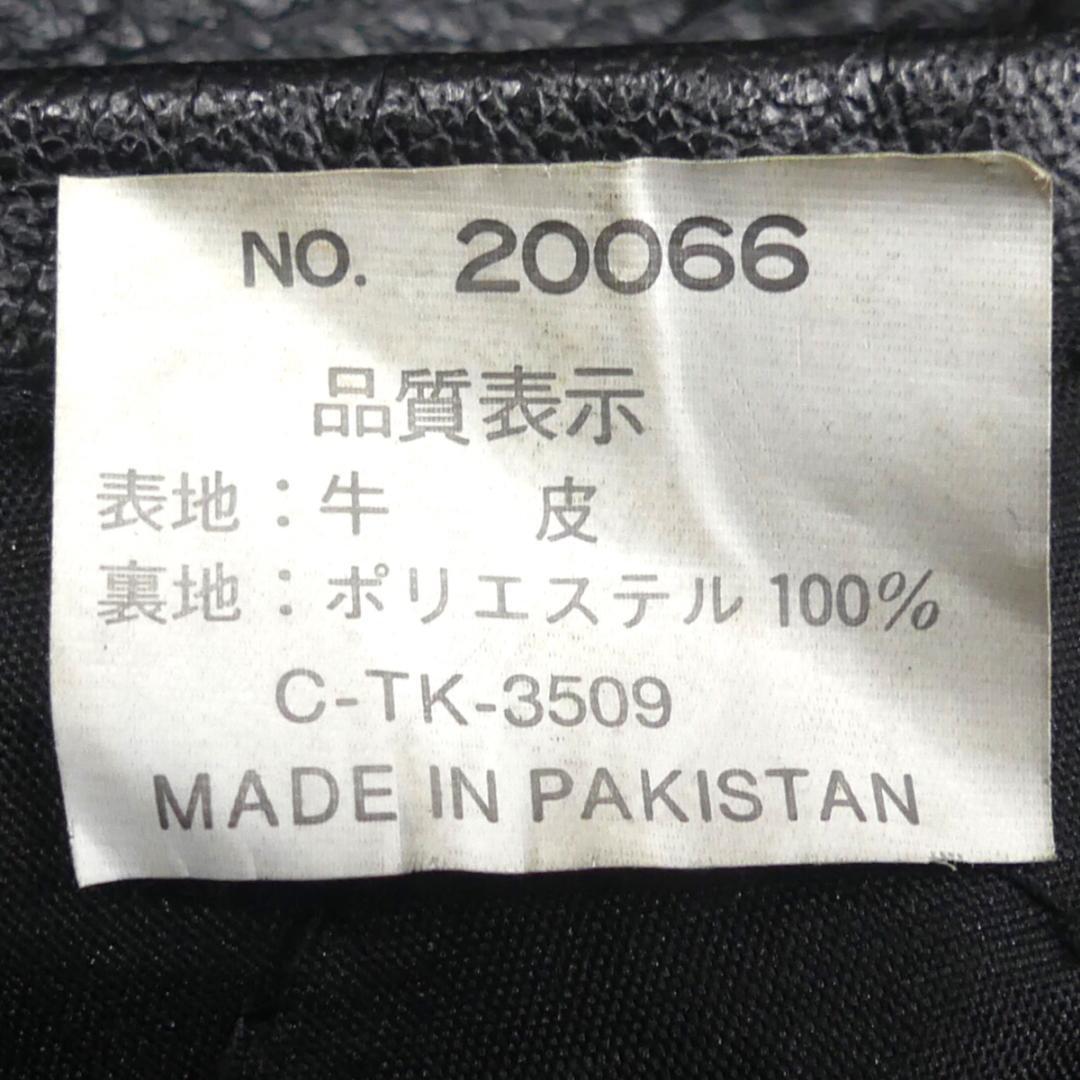 NO. 20066
品質表示
表地：牛　皮
裏地：ポリエステル 100%
C-TK-3509
MADE IN PAKISTAN